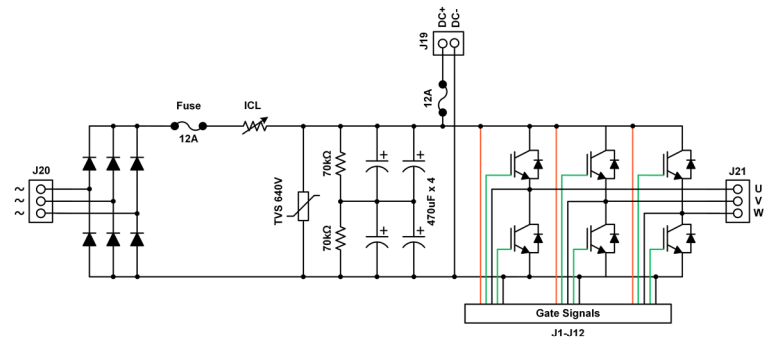 J19
DC+
DC-
12A
Fuse
12A
ICL
J20
~
~
~
TVS 640V
70kΩ
70kΩ
+
+
+
+
470uF x 4
J21
U
V
W
Gate Signals
J1-J12